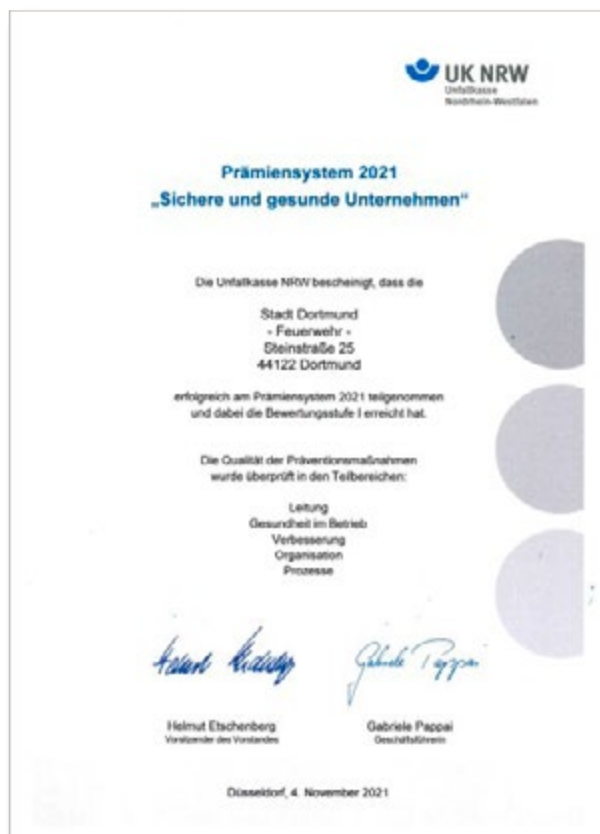 UK NRW
Unfallkasse
Nordrhein-Westfalen
Prämiensystem 2021
„Sichere und gesunde Unternehmen“
Die Unfallkasse NRW bescheinigt, dass die
Stadt Dortmund
- Feuerwehr -
Steinstraße 25
44122 Dortmund
erfolgreich am Prämiensystem 2021 teilgenommen
und dabei die Bewertungsstufe I erreicht hat.
Die Qualität der Präventionsmaßnahmen
wurde überprüft in den Teilbereichen:
Leitung
Gesundheit im Betrieb
Verbesserung
Organisation
Prozesse
Gabriele Pappai
Helmut Etschenberg
Vorsitzender des Vorstandes
Gabriele Pappai
Geschäftsführerin
Düsseldorf, 4. November 2021